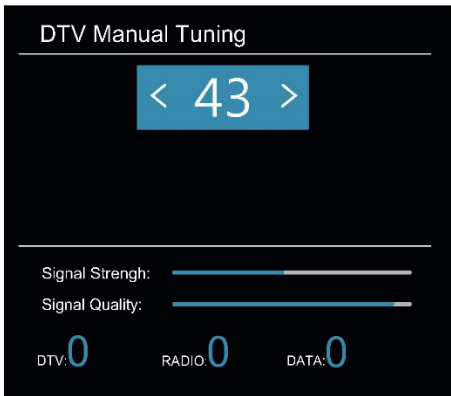 DTV Manual Tuning
< 43 >
Signal Strengh:
Signal Quality:
DTV:0 RADIO:0 DATA:0